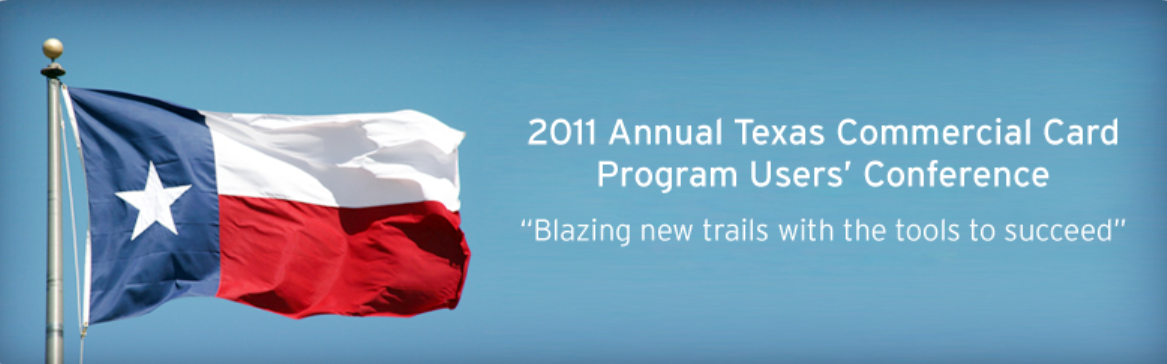 2011 Annual Texas Commercial Card
Program Users’ Conference
“Blazing new trails with the tools to succeed”